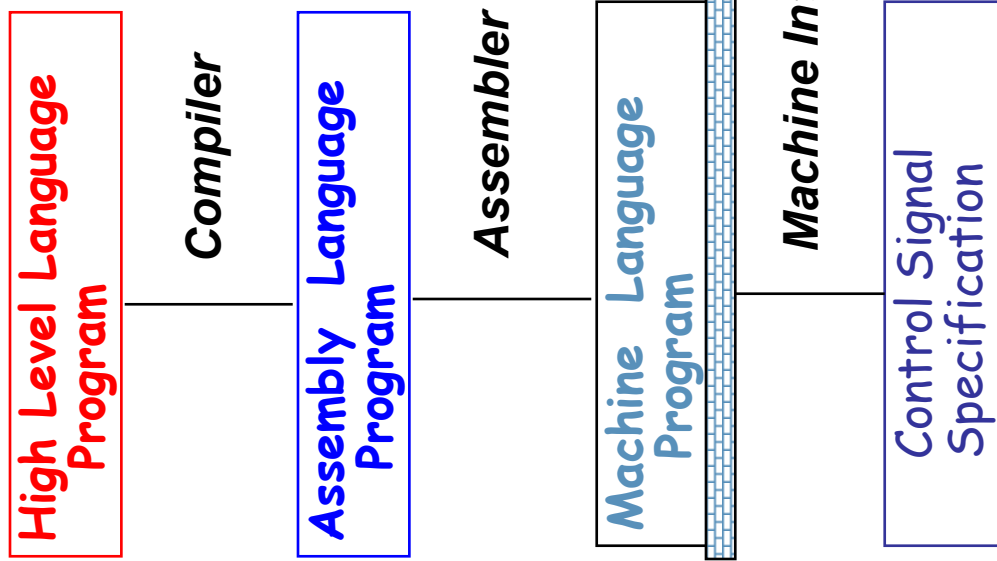 High Level Language
Program
Compiler
Assembly Language
Program
Assembler
Machine Language
Program
Machine In
Control Signal
Specification